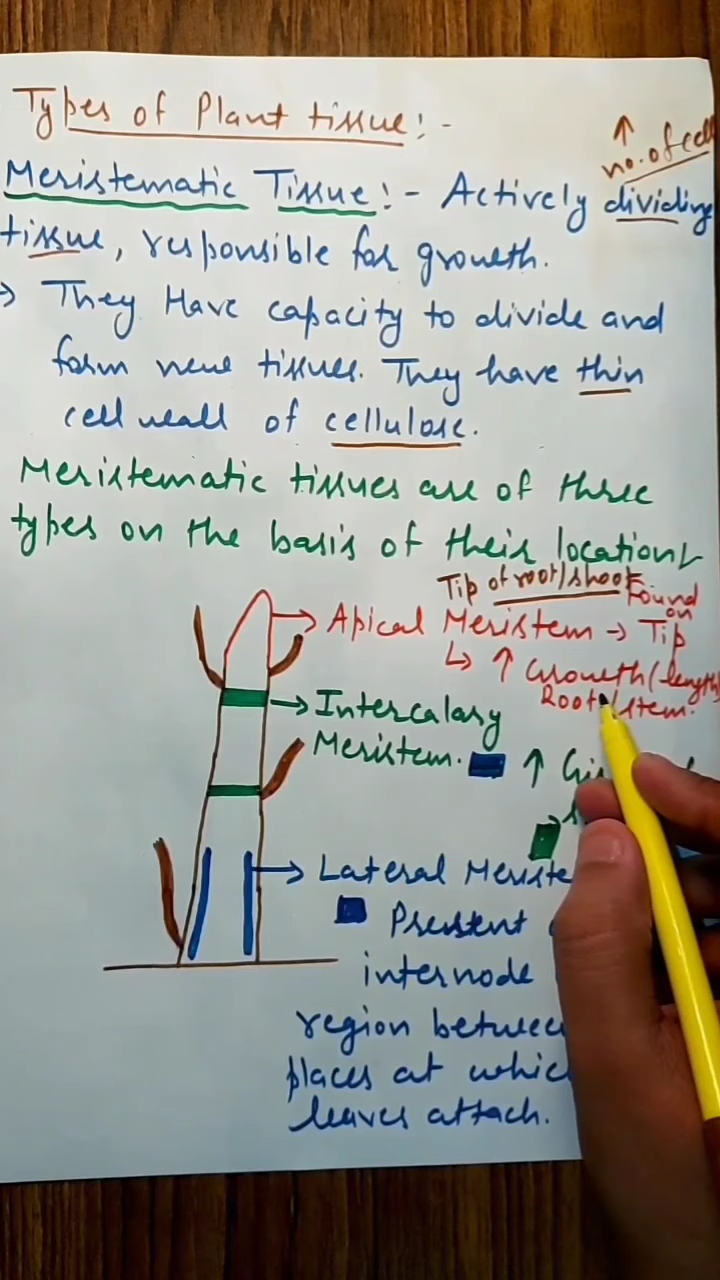 Types of Plant tissue:-
↑
no. of cell
Meristematic Tissue:- Actively dividing
tissue, responsible for growth.
→ They Have capacity to divide and
form new tissues. They have thin
cell wall of cellulose.
Meristematic tissues are of three
types on the basis of their location
Tip of root/shoot
Found
on
→ Apical Meristem → Tip
↳ ↑ Growth (length)
Root/stem.
→ Intercalary
Meristem. ↑
→ Lateral
Present
internode
region between
places at which
leaves attach.